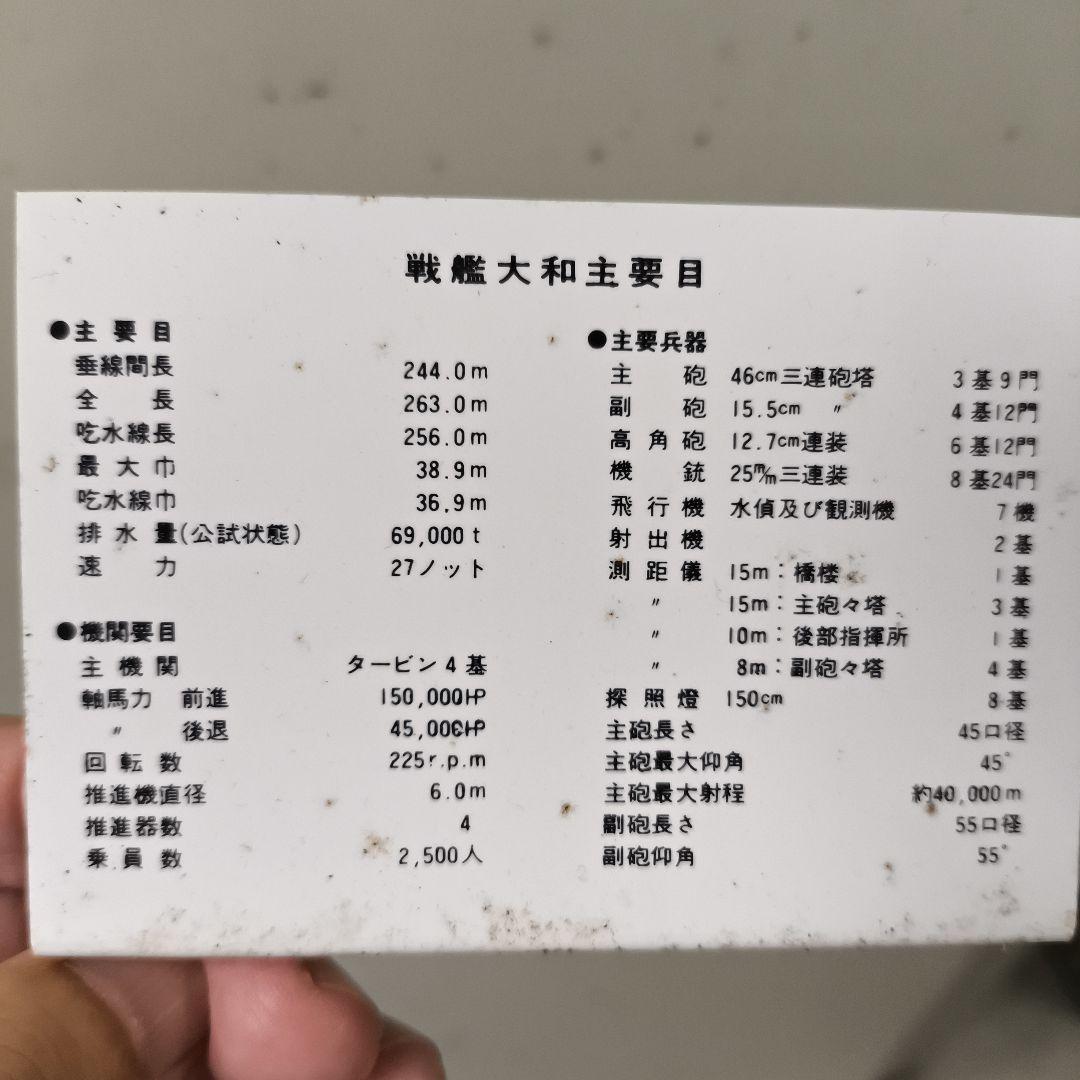 戦艦大和主要目
●主要目
垂線間長 244.0m
全長 263.0m
吃水線長 256.0m
最大巾 38.9m
吃水線巾 36.9m
排水量(公試状態) 69,000t
速力 27ノット
●機関要目
主機関 タービン4基
軸馬力 前進 150,000HP
〃 後退 45,000HP
回転数 225r.p.m
推進機直径 6.0m
推進器数 4
乗員数 2,500人
●主要兵器
主砲 46cm三連砲塔 3基9門
副砲 15.5cm 〃 4基12門
高角砲 12.7cm連装 6基12門
機銃 25m/m三連装 8基24門
飛行機 水偵及び観測機 7機
射出機 2基
測距儀 15m:橋楼 1基
〃 15m:主砲々塔 3基
〃 10m:後部指揮所 1基
〃 8m:副砲々塔 4基
探照燈 150cm 8基
主砲長さ 45口径
主砲最大仰角 45°
主砲最大射程 約40,000m
副砲長さ 55口径
副砲仰角 55°